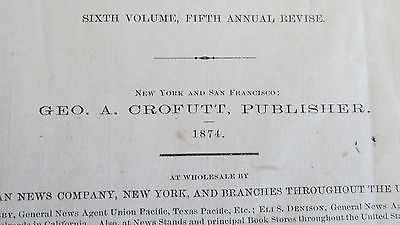 SIXTH VOLUME, FIFTH ANNUAL REVISE.
NEW YORK AND SAN FRANCISCO:
GEO. A. CROFUTT, PUBLISHER.
1874.
AT WHOLESALE BY
AN NEWS COMPANY, NEW YORK, AND BRANCHES THROUGHOUT THE U
BY, General News Agent Union Pacific, Texas Pacific, Etc.; ELI S. DENISON, General News Ag
in California. Also, at News Stands and principal Book Stores throughout the United Stat